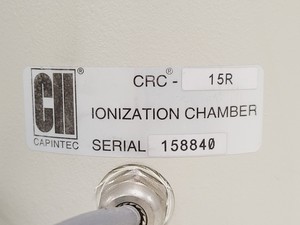 CII®
CAPINTEC
CRC®- 15R
IONIZATION CHAMBER
SERIAL 158840